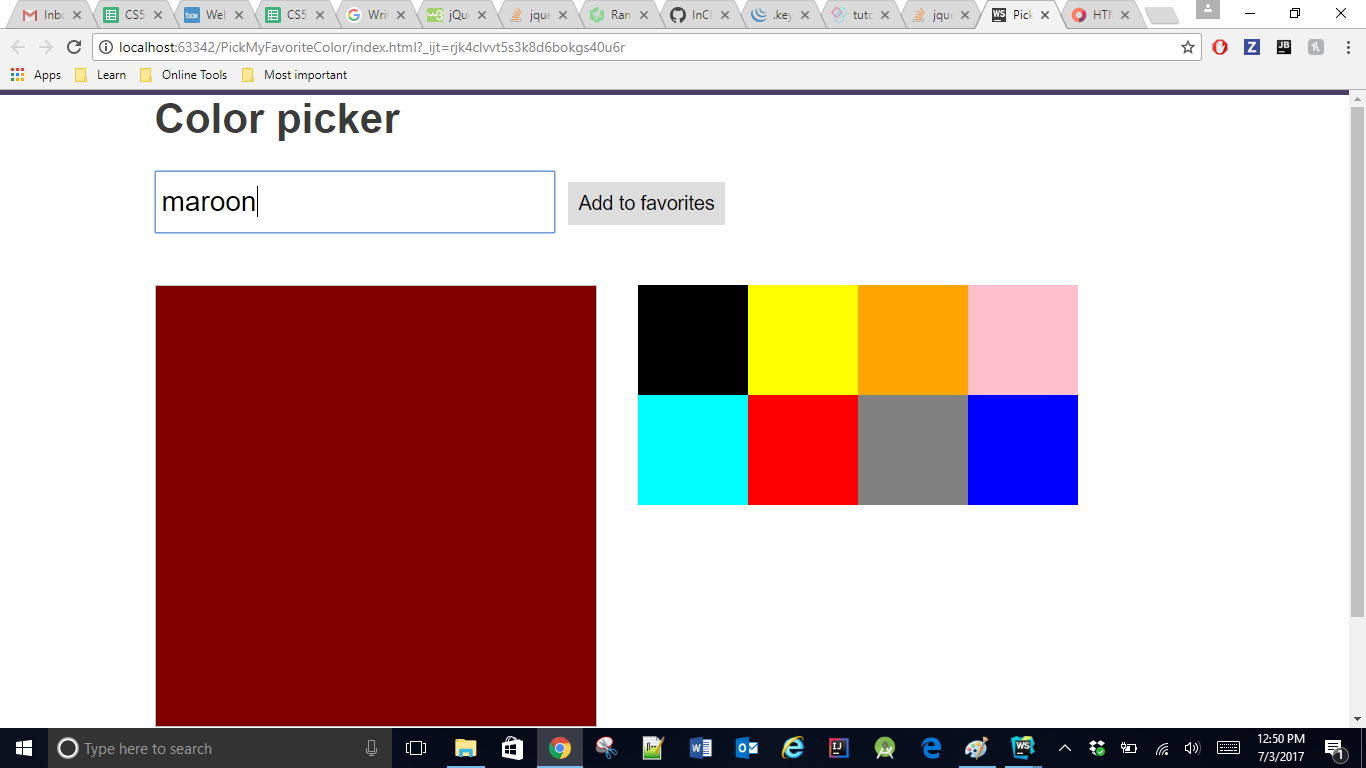 Inbo CS5 Wel CS5 Writ jQu jque Ran InCl .key tuto jque Pick HTM
localhost:63342/PickMyFavoriteColor/index.html?_ijt=rjk4clvvt5s3k8d6bokgs40u6r
Apps Learn Online Tools Most important
Color picker
maroon
Add to favorites
Type here to search
12:50 PM
7/3/2017